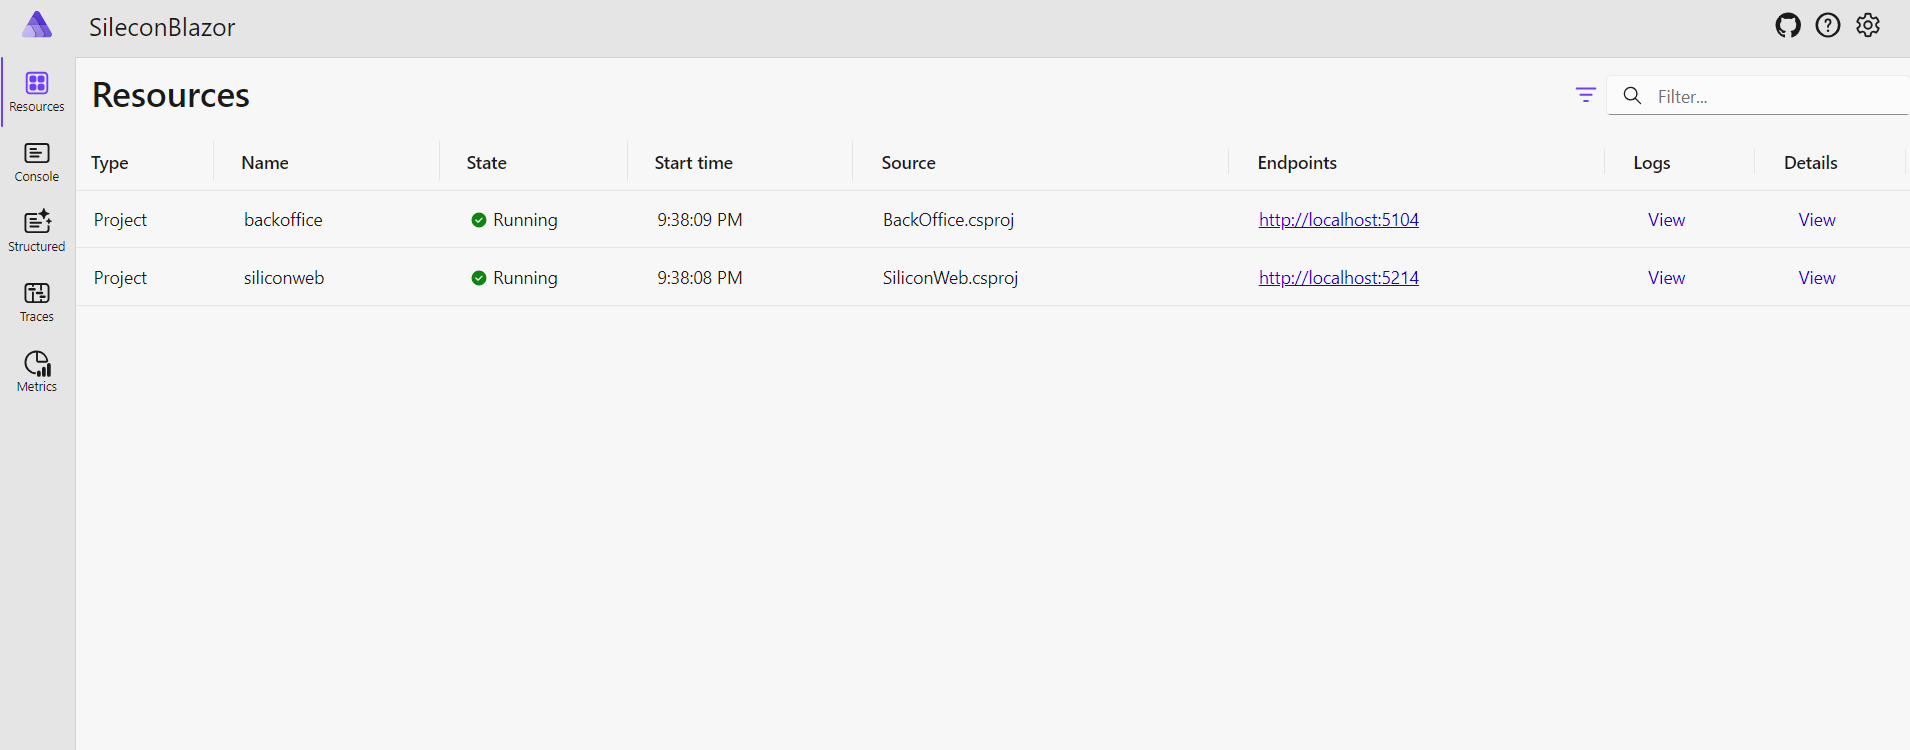 SileconBlazor
Resources
Resources
Filter...
Console
Structured
Traces
Metrics
Type Name State Start time Source Endpoints Logs Details
Project backoffice Running 9:38:09 PM BackOffice.csproj http://localhost:5104 View View
Project siliconweb Running 9:38:08 PM SiliconWeb.csproj http://localhost:5214 View View